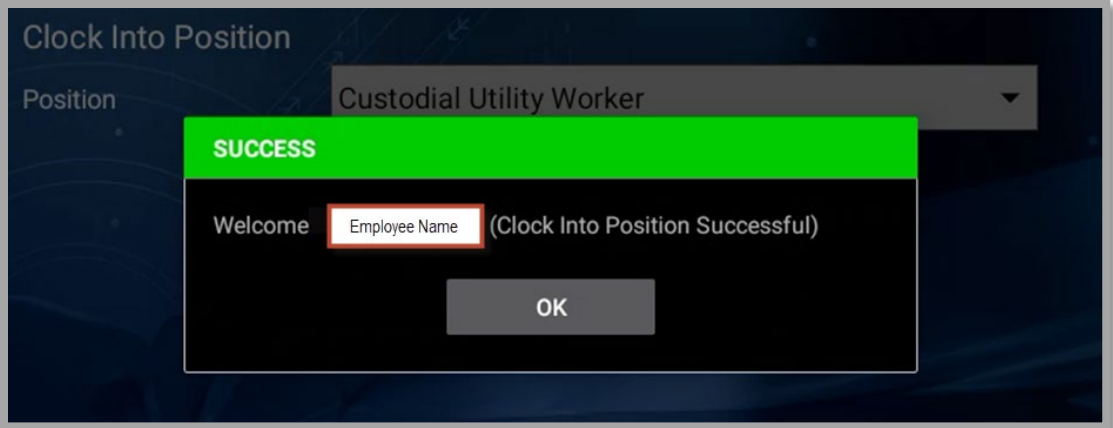 Clock Into Position
Position Custodial Utility Worker
SUCCESS
Welcome Employee Name (Clock Into Position Successful)
OK